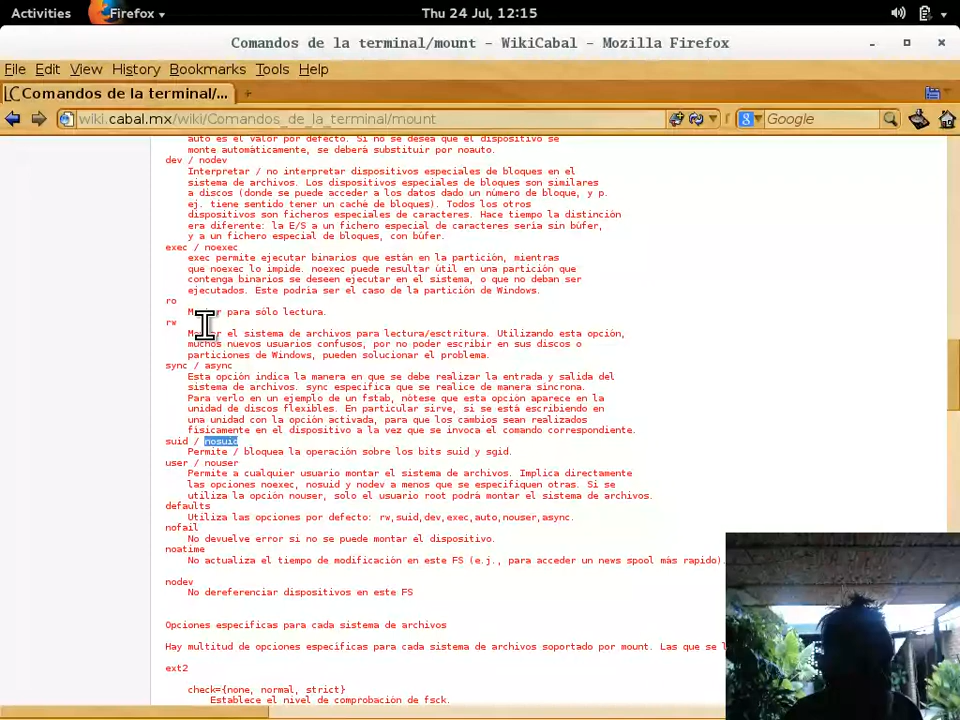 Activities Firefox Thu 24 Jul, 12:15
Comandos de la terminal/mount - WikiCabal - Mozilla Firefox
File Edit View History Bookmarks Tools Help
Comandos de la terminal/...
wiki.cabal.mx/wiki/Comandos_de_la_terminal/mount Google
auto es el valor por defecto. Si no se desea que el dispositivo se
monte automáticamente, se deberá substituir por noauto.
dev / nodev
Interpretar / no interpretar dispositivos especiales de bloques en el
sistema de archivos. Los dispositivos especiales de bloques son similares
a discos (donde se puede acceder a los datos dado un número de bloque, y p.
ej. tiene sentido tener un caché de bloques). Todos los otros
dispositivos son ficheros especiales de caracteres. Hace tiempo la distinción
era diferente: la E/S a un fichero especial de caracteres sería sin búfer,
y a un fichero especial de bloques, con búfer.
exec / noexec
exec permite ejecutar binarios que están en la partición, mientras
que noexec lo impide. noexec puede resultar útil en una partición que
contenga binarios se deseen ejecutar en el sistema, o que no deban ser
ejecutados. Este podría ser el caso de la partición de Windows.
ro
para sólo lectura.
rw
el sistema de archivos para lectura/esctritura. Utilizando esta opción,
muchos nuevos usuarios confusos, por no poder escribir en sus discos o
particiones de Windows, pueden solucionar el problema.
sync / async
Esta opción indica la manera en que se debe realizar la entrada y salida del
sistema de archivos. sync especifica que se realice de manera síncrona.
Para verlo en un ejemplo de un fstab, nótese que esta opción aparece en la
unidad de discos flexibles. En particular sirve, si se está escribiendo en
una unidad con la opción activada, para que los cambios sean realizados
físicamente en el dispositivo a la vez que se invoca el comando correspondiente.
suid / nosuid
Permite / bloquea la operación sobre los bits suid y sgid.
user / nouser
Permite a cualquier usuario montar el sistema de archivos. Implica directamente
las opciones noexec, nosuid y nodev a menos que se especifiquen otras. Si se
utiliza la opción nouser, solo el usuario root podrá montar el sistema de archivos.
defaults
Utiliza las opciones por defecto: rw,suid,dev,exec,auto,nouser,async.
nofail
No devuelve error si no se puede montar el dispositivo.
noatime
No actualiza el tiempo de modificación en este FS (e.j., para acceder un news spool más rapido).
nodev
No dereferenciar dispositivos en este FS
Opciones específicas para cada sistema de archivos
Hay multitud de opciones específicas para cada sistema de archivos soportado por mount. Las que se
ext2
check={none, normal, strict}
Establece el nivel de comprobación de fsck.